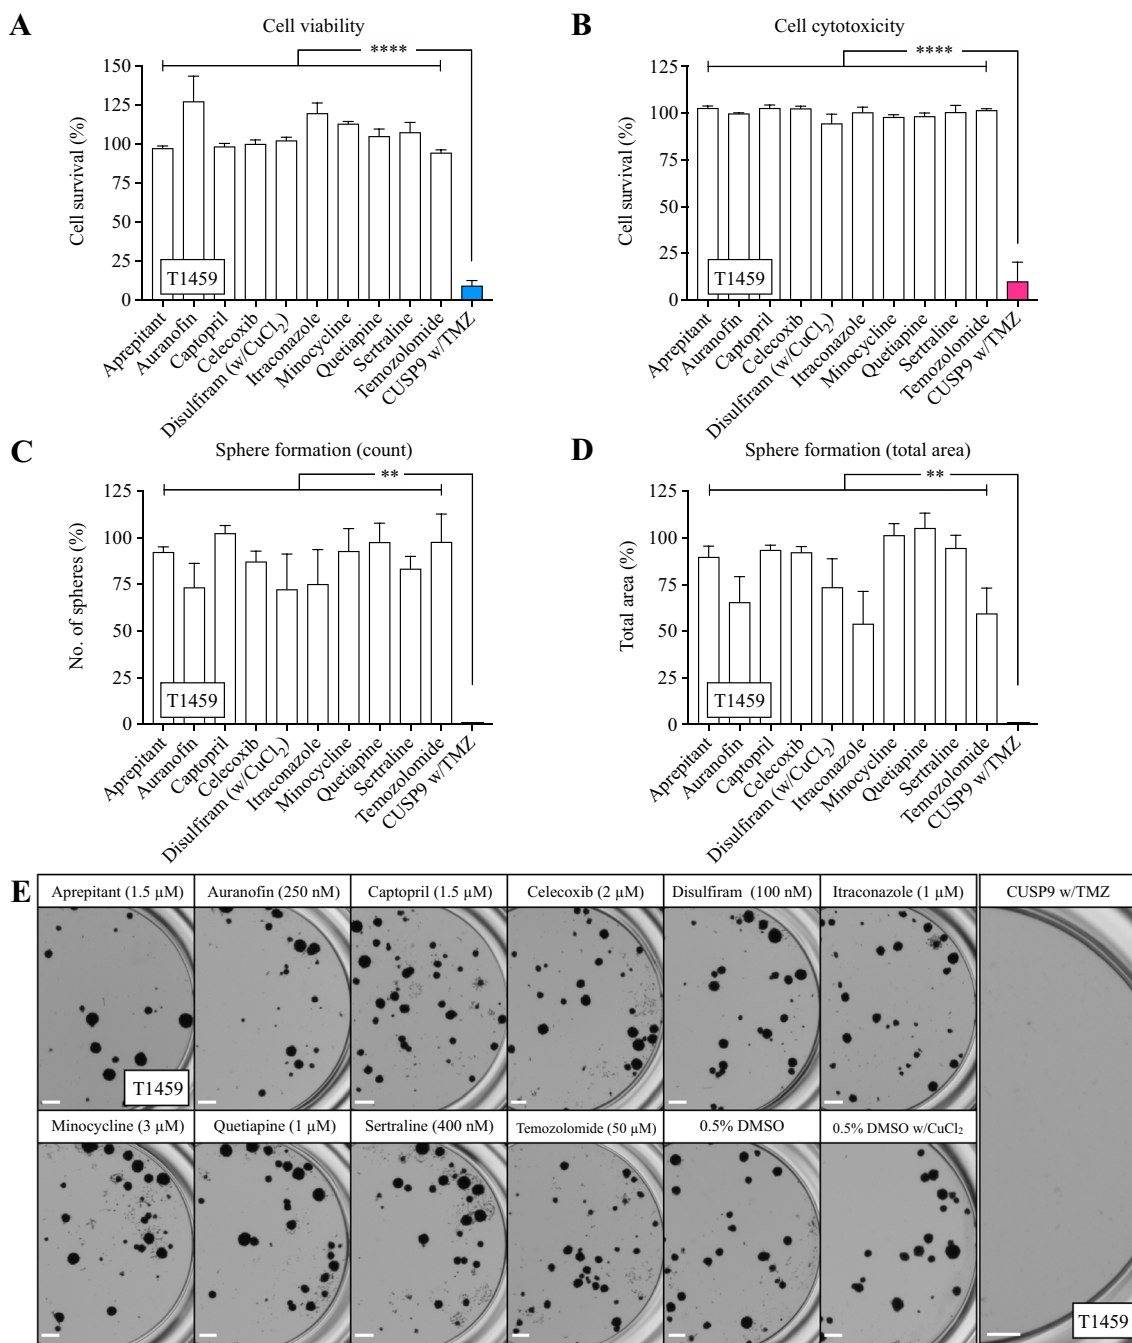 A
Cell viability
****
150
125
100
75
50
25
0
Cell survival (%)
T1459
Aprepitant
Auranofin
Captopril
Celecoxib
Disulfiram (w/CuCl₂)
Itraconazole
Minocycline
Quetiapine
Sertraline
Temozolomide
CUSP9 w/TMZ
B
Cell cytotoxicity
****
125
100
75
50
25
0
Cell survival (%)
T1459
Aprepitant
Auranofin
Captopril
Celecoxib
Disulfiram (w/CuCl₂)
Itraconazole
Minocycline
Quetiapine
Sertraline
Temozolomide
CUSP9 w/TMZ
C
Sphere formation (count)
**
125
100
75
50
25
0
No. of spheres (%)
T1459
Aprepitant
Auranofin
Captopril
Celecoxib
Disulfiram (w/CuCl₂)
Itraconazole
Minocycline
Quetiapine
Sertraline
Temozolomide
CUSP9 w/TMZ
D
Sphere formation (total area)
**
125
100
75
50
25
0
Total area (%)
T1459
Aprepitant
Auranofin
Captopril
Celecoxib
Disulfiram (w/CuCl₂)
Itraconazole
Minocycline
Quetiapine
Sertraline
Temozolomide
CUSP9 w/TMZ
E
Aprepitant (1.5 µM)
Auranofin (250 nM)
Captopril (1.5 µM)
Celecoxib (2 µM)
Disulfiram (100 nM)
Itraconazole (1 µM)
CUSP9 w/TMZ
T1459
Minocycline (3 µM)
Quetiapine (1 µM)
Sertraline (400 nM)
Temozolomide (50 µM)
0.5% DMSO
0.5% DMSO w/CuCl₂
T1459